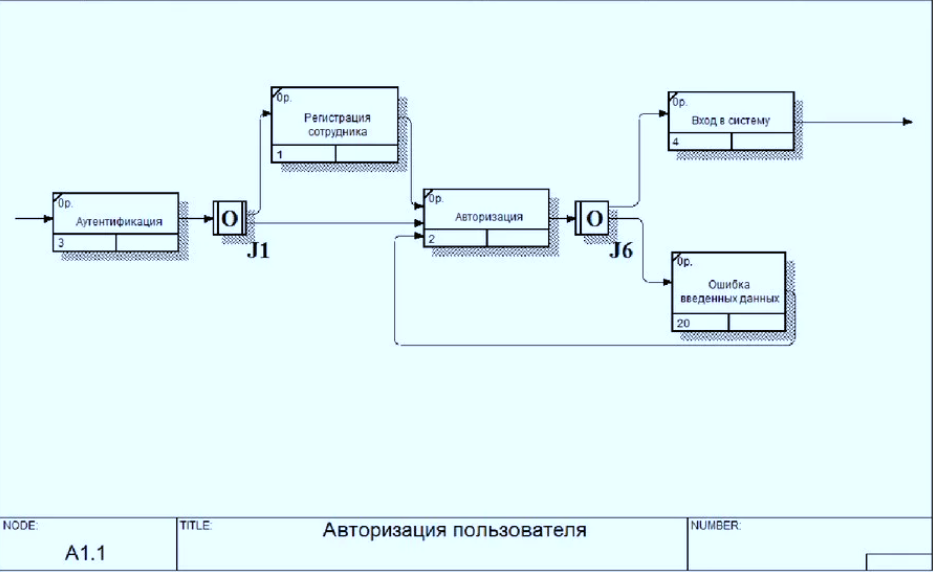 0р.
Регистрация
сотрудника
1
0р.
Вход в систему
4
0р.
Аутентификация
3
O
J1
0р.
Авторизация
2
O
J6
0р.
Ошибка
введенных данных
20
NODE:
A1.1
TITLE:
Авторизация пользователя
NUMBER: